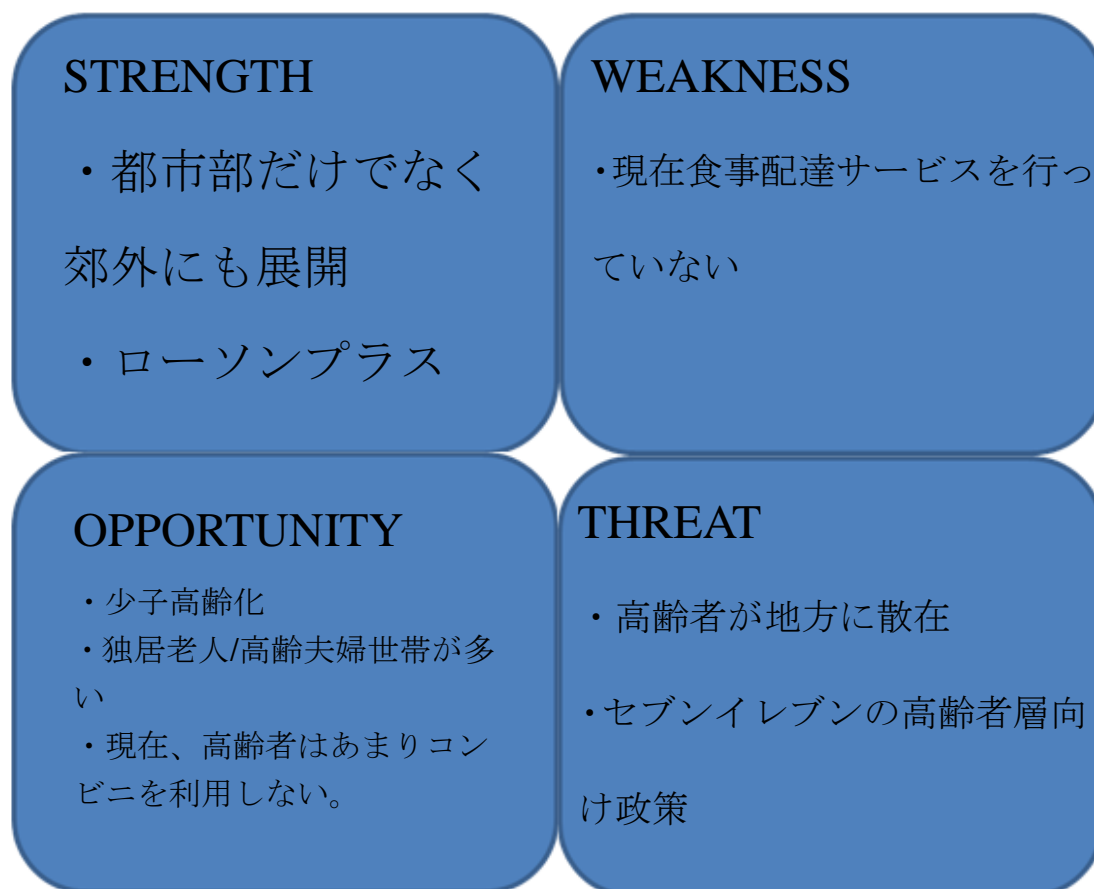 STRENGTH
・都市部だけでなく
郊外にも展開
・ローソンプラス
WEAKNESS
・現在食事配達サービスを行っ
ていない
OPPORTUNITY
・少子高齢化
・独居老人/高齢夫婦世帯が多
い
・現在、高齢者はあまりコン
ビニを利用しない。
THREAT
・高齢者が地方に散在
・セブンイレブンの高齢者層向
け政策